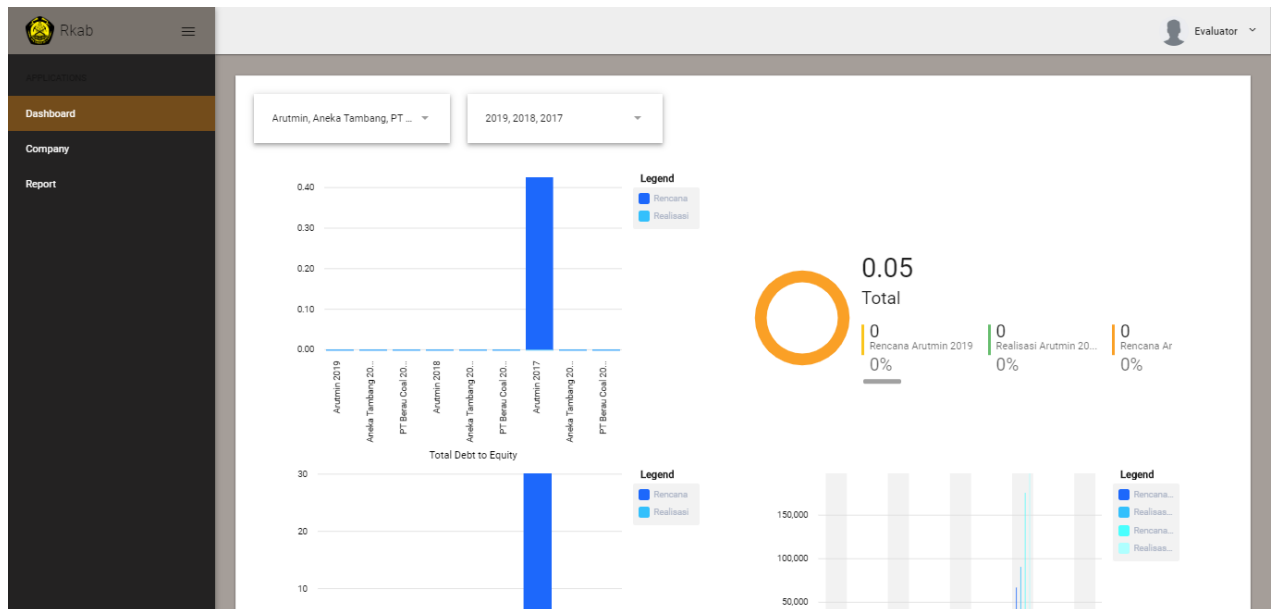 Rkab
Evaluator
APPLICATIONS
Dashboard
Company
Report
Arutmin, Aneka Tambang, PT ...
2019, 2018, 2017
0.40
0.30
0.20
0.10
0.00
Arutmin 2019
Aneka Tambang 20...
PT Berau Coal 20...
Arutmin 2018
Aneka Tambang 20...
PT Berau Coal 20...
Arutmin 2017
Aneka Tambang 20...
PT Berau Coal 20...
Total Debt to Equity
Legend
Rencana
Realisasi
0.05
Total
0
Rencana Arutmin 2019
0%
0
Realisasi Arutmin 20...
0%
0
Rencana Ar
0%
30
20
10
Legend
Rencana
Realisasi
150,000
100,000
50,000
Legend
Rencana...
Realisas...
Rencana...
Realisas...